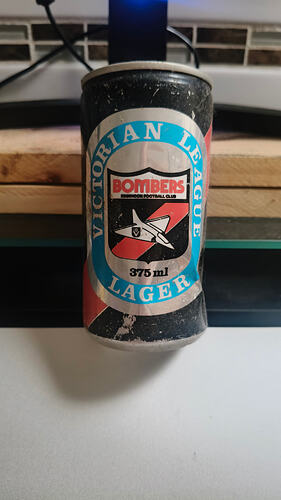 VICTORIAN LEAGUE
BOMBERS
ESSENDON FOOTBALL CLUB
375 ml
LAGER